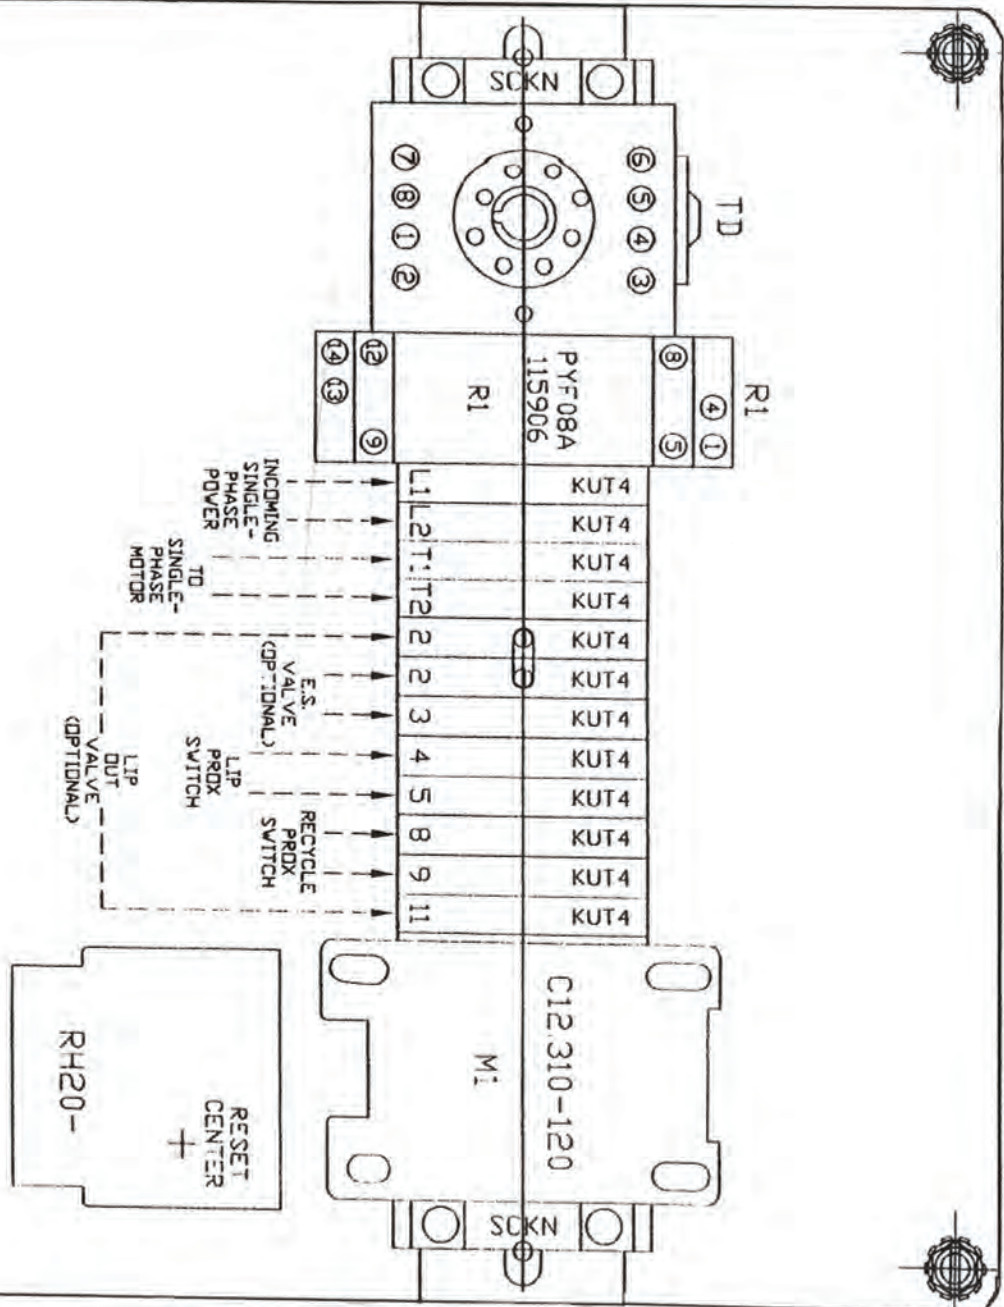 SCKN
TD
6 5 4 3
7 8 1 2
R1
4 1
8 5
PYF08A
115906
R1
12 9
14 13
KUT4
KUT4
KUT4
KUT4
KUT4
KUT4
KUT4
KUT4
KUT4
KUT4
KUT4
KUT4
L1
L2
T1
T2
2
2
3
4
5
8
9
11
INCOMING
SINGLE-
PHASE
POWER
TO
SINGLE-
PHASE
MOTOR
E.S.
VALVE
(OPTIONAL)
LIP
PROX
SWITCH
RECYCLE
PROX
SWITCH
LIP
OUT
VALVE
(OPTIONAL)
C12.310-120
M1
SCKN
RESET
CENTER
RH20-